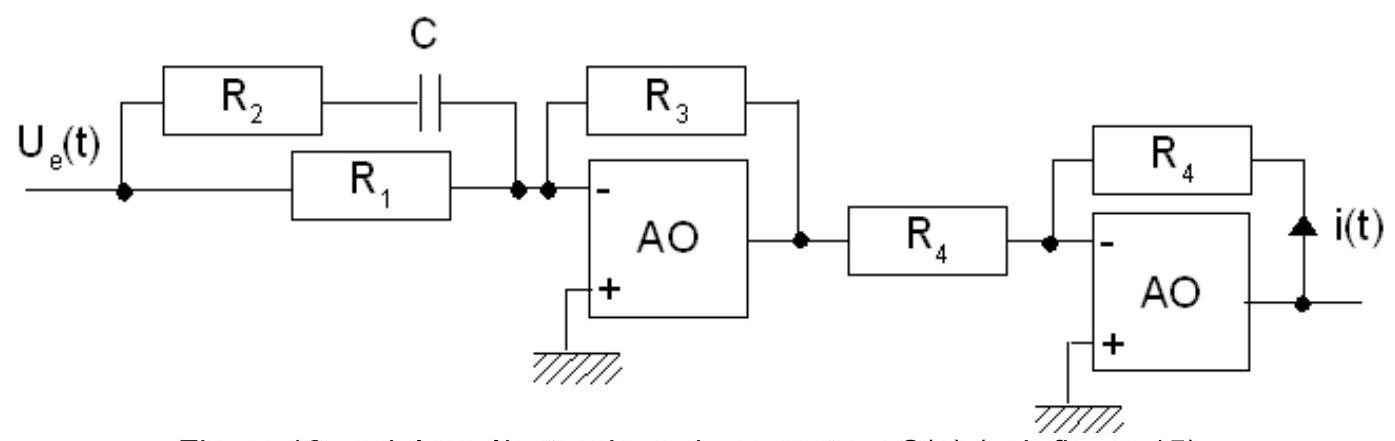 C
R2
R3
Ue(t)
R1
R4
-
AO
+
R4
-
AO
+
i(t)